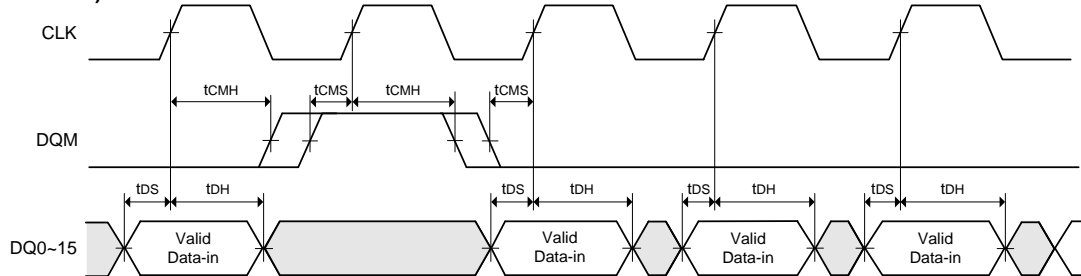 CLK
tCMH tCMS tCMH tCMS
DQM
tDS tDH tDS tDH tDS tDH tDS tDH
DQ0~15
Valid
Data-in
Valid
Data-in
Valid
Data-in
Valid
Data-in